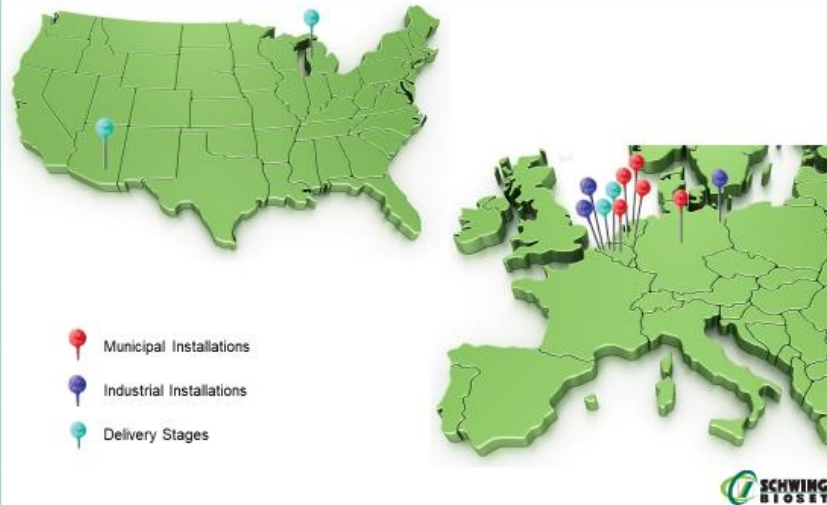 Municipal Installations
Industrial Installations
Delivery Stages
SCHWING
BIOSET